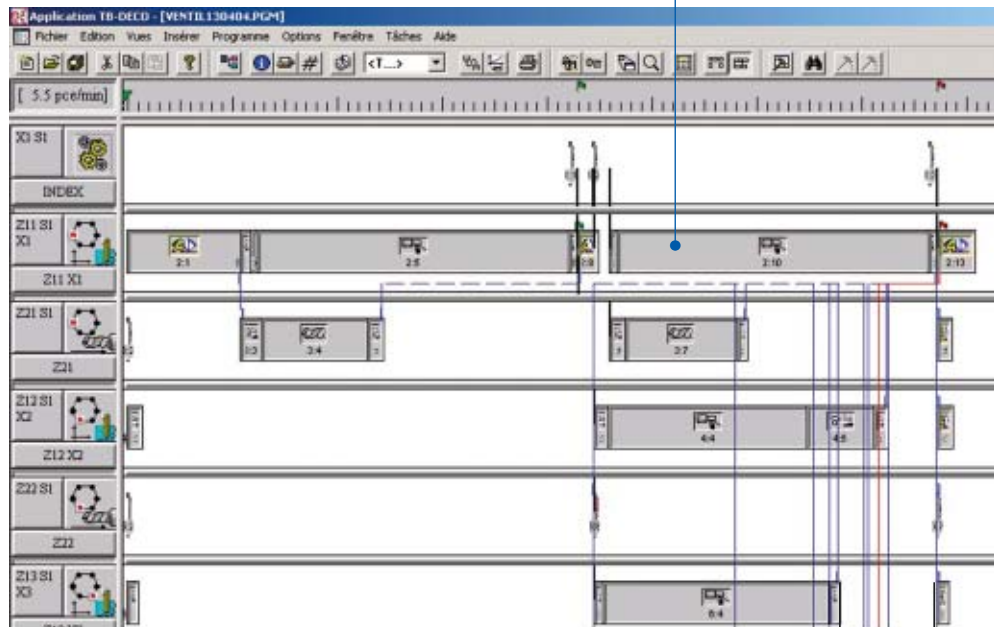 Application TB-DECO - [VENTIL130404.PGM]
Fichier Edition Vues Insérer Programme Options Fenêtre Tâches Aide
<T...>
[ 5.5 pce/min]
X1 S1
INDEX
Z11 S1
X1
2:1
2:5
2:10
2:13
Z11 X1
Z21 S1
3:4
3:7
Z21
Z12 S1
X2
4:4
4:5
Z12 X2
Z22 S1
Z22
Z13 S1
X3
6:4